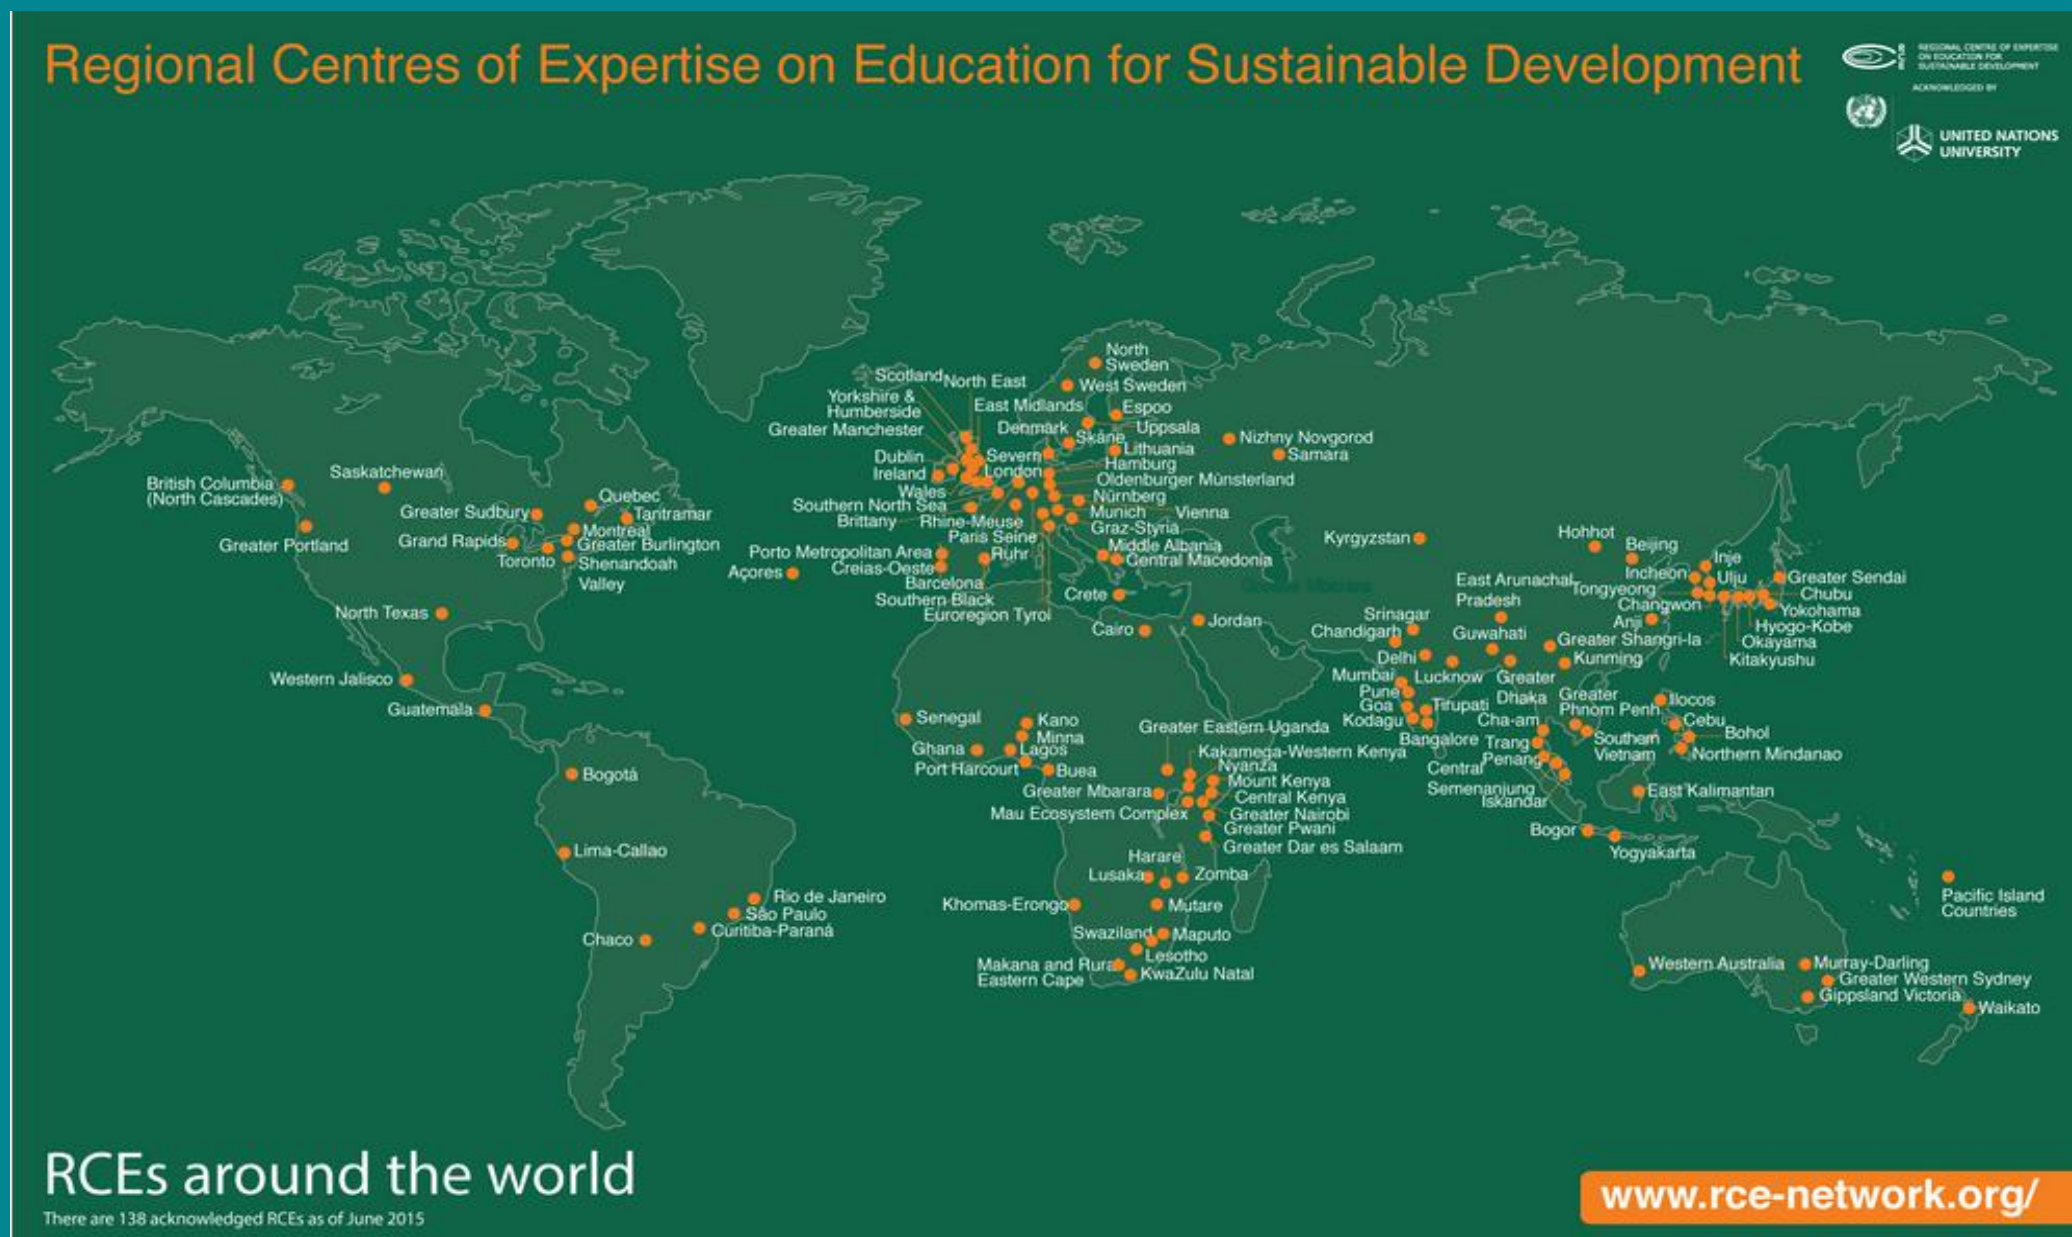 Regional Centres of Expertise on Education for Sustainable Development
REGIONAL CENTRE OF EXPERTISE
ON EDUCATION FOR
SUSTAINABLE DEVELOPMENT
ACKNOWLEDGED BY
UNITED NATIONS
UNIVERSITY
North
Sweden
Scotland
North East
West Sweden
Yorkshire &
Humberside
East Midlands
Espoo
Greater Manchester
Denmark
Uppsala
Skåne
Nizhny Novgorod
Dublin
Severn
Lithuania
Samara
Ireland
London
Hamburg
British Columbia
(North Cascades)
Saskatchewan
Wales
Oldenburger Münsterland
Quebec
Southern North Sea
Nürnberg
Greater Sudbury
Tantramar
Brittany
Rhine-Meuse
Munich
Vienna
Montreal
Paris Seine
Graz-Styria
Greater Portland
Grand Rapids
Greater Burlington
Kyrgyzstan
Hohhot
Beijing
Porto Metropolitan Area
Ruhr
Middle Albania
Toronto
Shenandoah
Valley
Açores
Creias-Oeste
Central Macedonia
Inje
Barcelona
Incheon
Ulju
Greater Sendai
East Arunachal
Pradesh
Tongyeong
Chubu
Southern Black
Crete
Changwon
Yokohama
North Texas
Euroregion Tyrol
Srinagar
Anji
Hyogo-Kobe
Cairo
Jordan
Chandigarh
Guwahati
Greater Shangri-la
Okayama
Delhi
Kunming
Kitakyushu
Western Jalisco
Mumbai
Lucknow
Greater
Dhaka
Pune
Greater
Phnom Penh
Ilocos
Guatemala
Goa
Tirupati
Senegal
Kano
Greater Eastern Uganda
Kodagu
Cha-am
Cebu
Minna
Bangalore
Trang
Southern
Vietnam
Bohol
Ghana
Lagos
Kakamega-Western Kenya
Penang
Northern Mindanao
Port Harcourt
Buea
Nyanza
Central
Semenanjung
Bogotá
Mount Kenya
Greater Mbarara
Central Kenya
Iskandar
East Kalimantan
Mau Ecosystem Complex
Greater Nairobi
Greater Pwani
Bogor
Greater Dar es Salaam
Yogyakarta
Lima-Callao
Harare
Lusaka
Zomba
Rio de Janeiro
Khomas-Erongo
Mutare
Pacific Island
Countries
São Paulo
Curitiba-Paraná
Swaziland
Maputo
Chaco
Lesotho
Makana and Rural
Eastern Cape
KwaZulu Natal
Western Australia
Murray-Darling
Greater Western Sydney
Gippsland Victoria
Waikato
RCEs around the world
There are 138 acknowledged RCEs as of June 2015
www.rce-network.org/